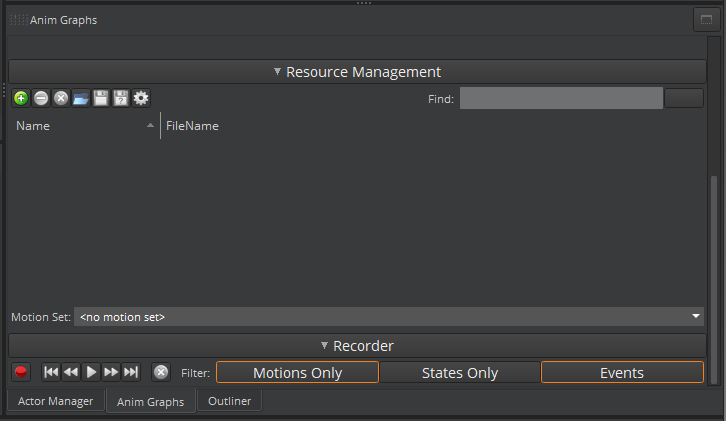 Anim Graphs
Resource Management
Find:
Name FileName
Motion Set: <no motion set>
Recorder
Filter: Motions Only States Only Events
Actor Manager Anim Graphs Outliner